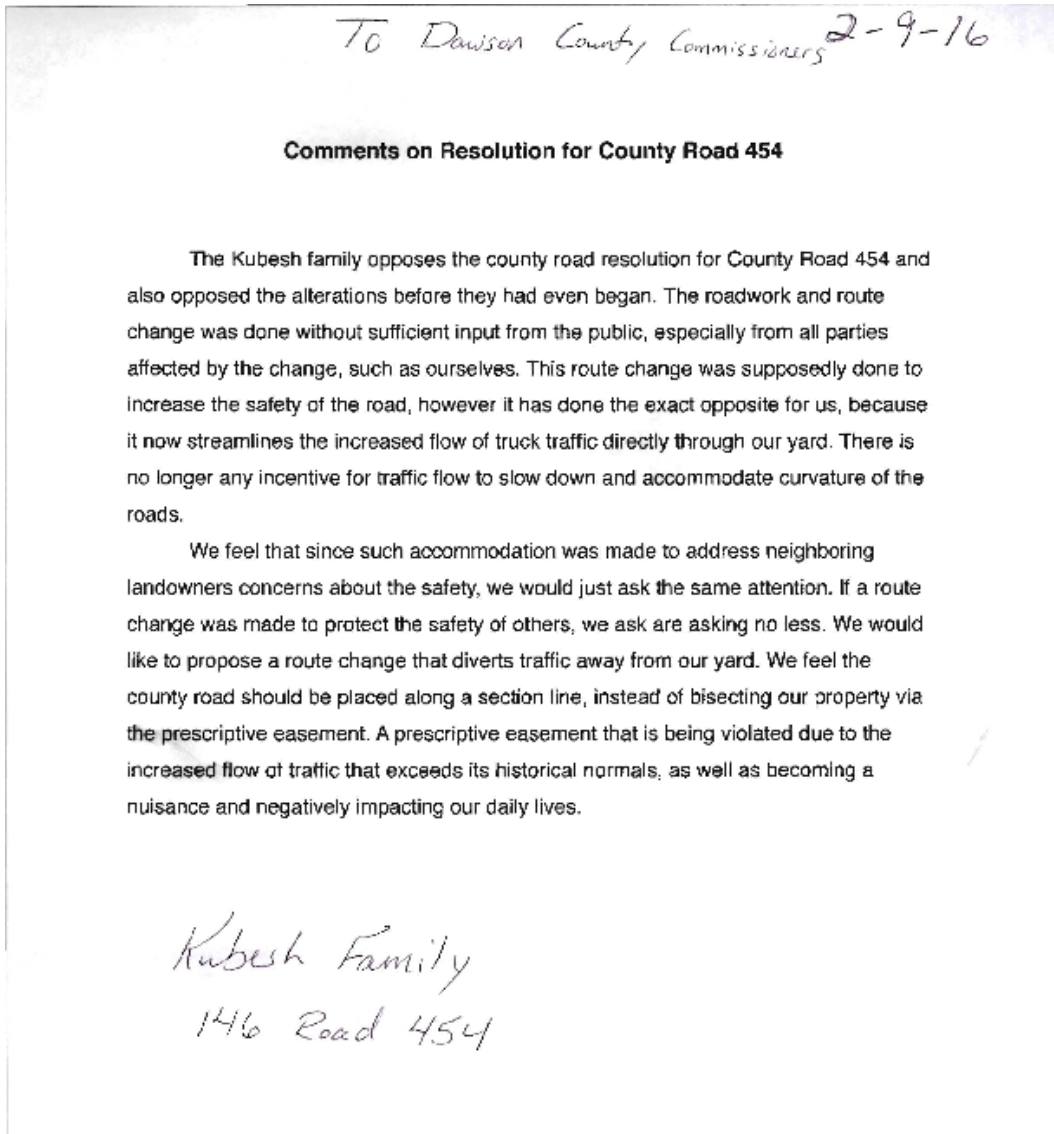 To Dawson County Commissioners 2-9-16
Comments on Resolution for County Road 454
The Kubesh family opposes the county road resolution for County Road 454 and
also opposed the alterations before they had even began. The roadwork and route
change was done without sufficient input from the public, especially from all parties
affected by the change, such as ourselves. This route change was supposedly done to
increase the safety of the road, however it has done the exact opposite for us, because
it now streamlines the increased flow of truck traffic directly through our yard. There is
no longer any incentive for traffic flow to slow down and accommodate curvature of the
roads.
We feel that since such accommodation was made to address neighboring
landowners concerns about the safety, we would just ask the same attention. If a route
change was made to protect the safety of others, we ask are asking no less. We would
like to propose a route change that diverts traffic away from our yard. We feel the
county road should be placed along a section line, instead of bisecting our property via
the prescriptive easement. A prescriptive easement that is being violated due to the
increased flow of traffic that exceeds its historical normals, as well as becoming a
nuisance and negatively impacting our daily lives.
Kubesh Family
146 Road 454